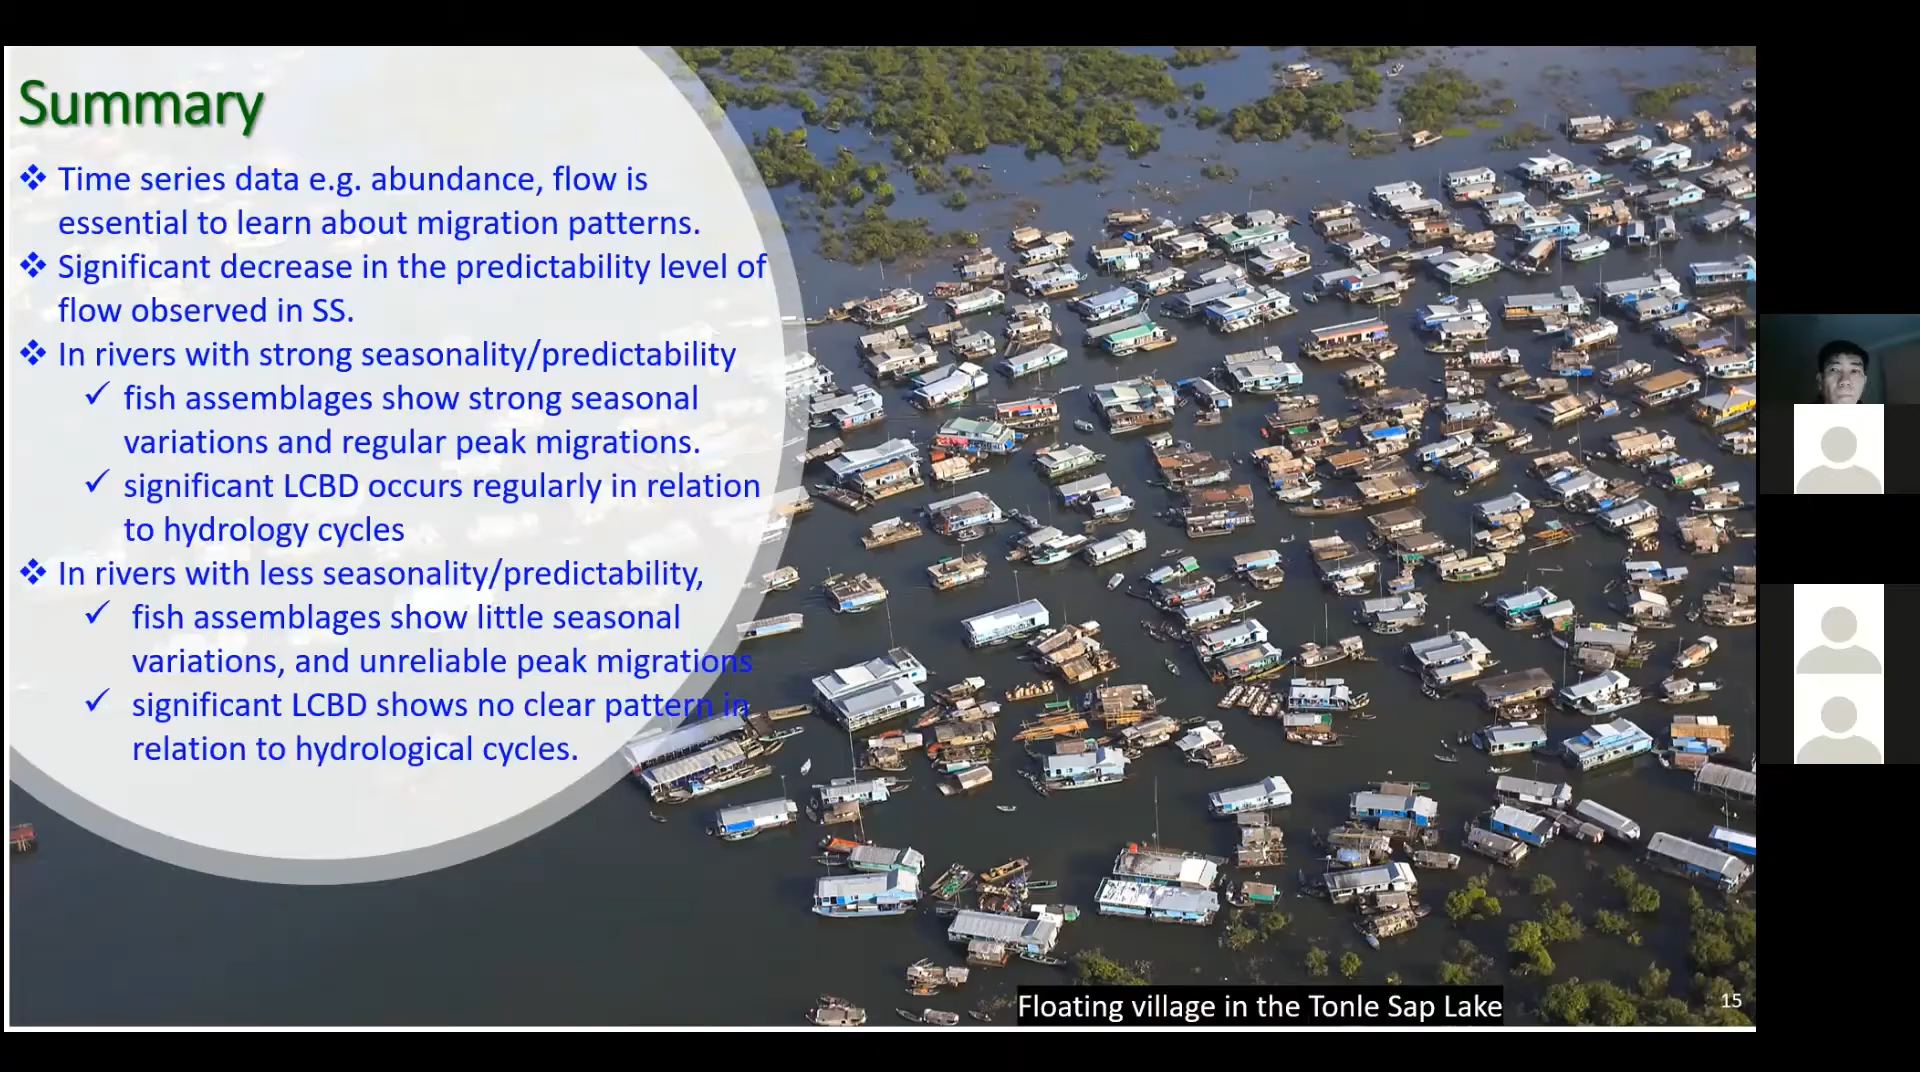 Summary
❖ Time series data e.g. abundance, flow is
essential to learn about migration patterns.
❖ Significant decrease in the predictability level of
flow observed in SS.
❖ In rivers with strong seasonality/predictability
✓ fish assemblages show strong seasonal
variations and regular peak migrations.
✓ significant LCBD occurs regularly in relation
to hydrology cycles
❖ In rivers with less seasonality/predictability,
✓ fish assemblages show little seasonal
variations, and unreliable peak migrations
✓ significant LCBD shows no clear pattern in
relation to hydrological cycles.
Floating village in the Tonle Sap Lake
15